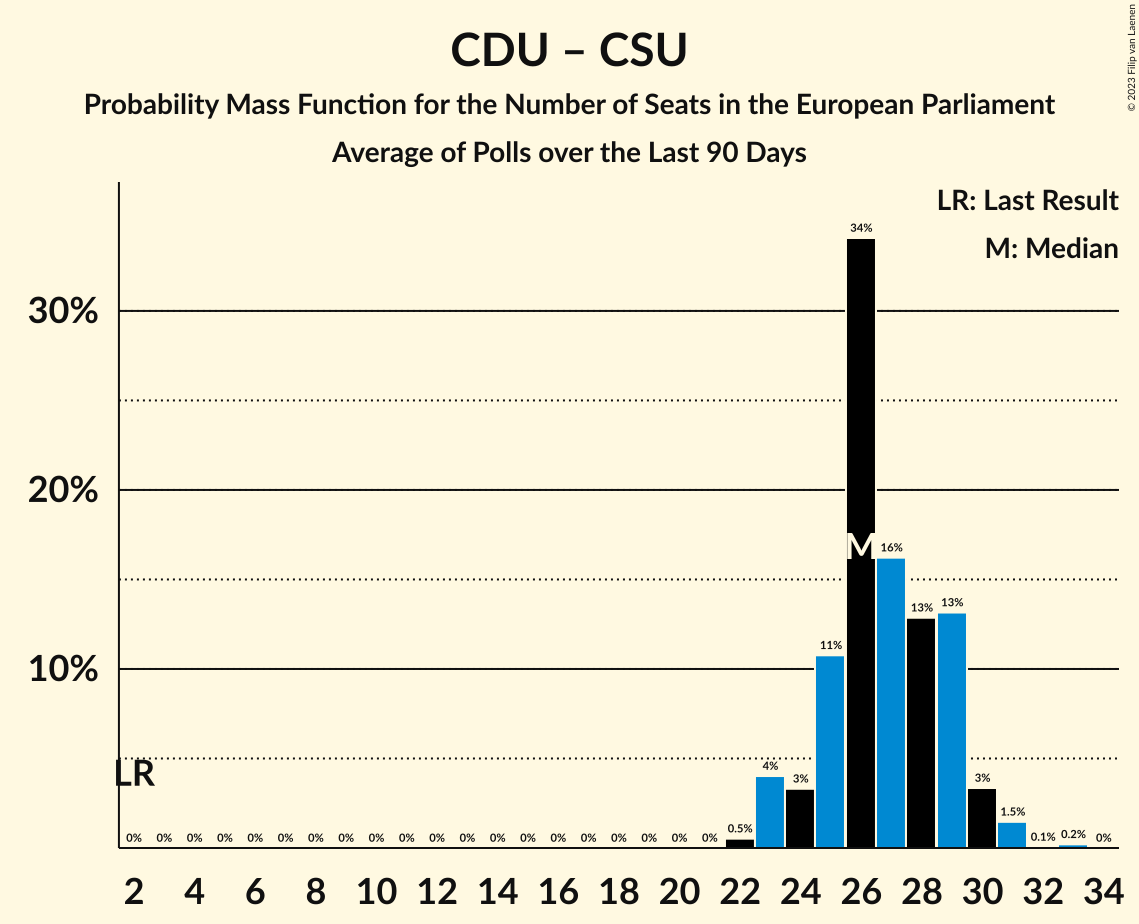 CDU – CSU
Probability Mass Function for the Number of Seats in the European Parliament
Average of Polls over the Last 90 Days
© 2023 Filip van Laenen
LR: Last Result
M: Median
34%
30%
20%
M
16%
13%
13%
11%
10%
LR
4%
3%
3%
1.5%
0% 0% 0% 0% 0% 0% 0% 0% 0% 0% 0% 0% 0% 0% 0% 0% 0% 0% 0% 0% 0.5% 0.1% 0.2% 0%
2 4 6 8 10 12 14 16 18 20 22 24 26 28 30 32 34